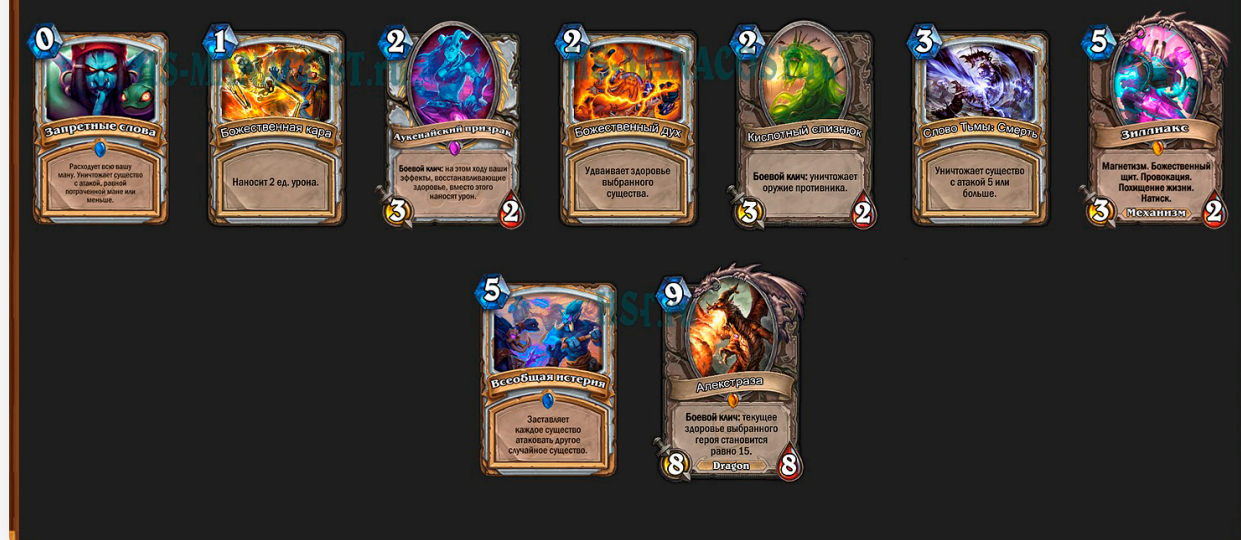 0
Запретные слова
Расходует всю вашу
ману. Уничтожает существо
с атакой, равной
потраченной мане или
меньше.
1
Божественная кара
Наносит 2 ед. урона.
2
Аукенайский призрак
Боевой клич: на этом ходу ваши
эффекты, восстанавливающие
здоровье, вместо этого
наносят урон.
3
2
2
Божественный дух
Удваивает здоровье
выбранного
существа.
2
Кислотный слизнюк
Боевой клич: уничтожает
оружие противника.
3
2
3
Слово Тьмы: Смерть
Уничтожает существо
с атакой 5 или
больше.
5
Зиллиакс
Магнетизм. Божественный
щит. Провокация.
Похищение жизни.
Натиск.
3
Механизм
2
5
Всеобщая истерия
Заставляет
каждое существо
атаковать другое
случайное существо.
9
Алекстраза
Боевой клич: текущее
здоровье выбранного
героя становится
равно 15.
8
Dragon
8